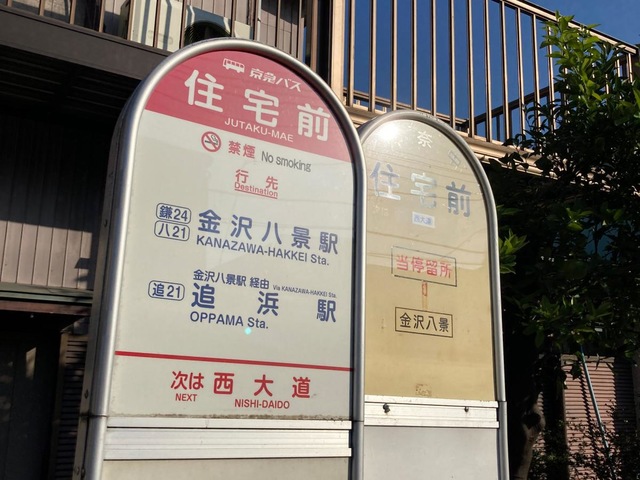 京急バス
住宅前
JUTAKU-MAE
禁煙 No smoking
行先
Destination
鎌24
八21
金沢八景駅
KANAZAWA-HAKKEI Sta.
金沢八景駅 経由 Via KANAZAWA-HAKKEI Sta.
追21
追浜駅
OPPAMA Sta.
次は 西大道
NEXT NISHI-DAIDO
奈
住宅前
当停留所
金沢八景